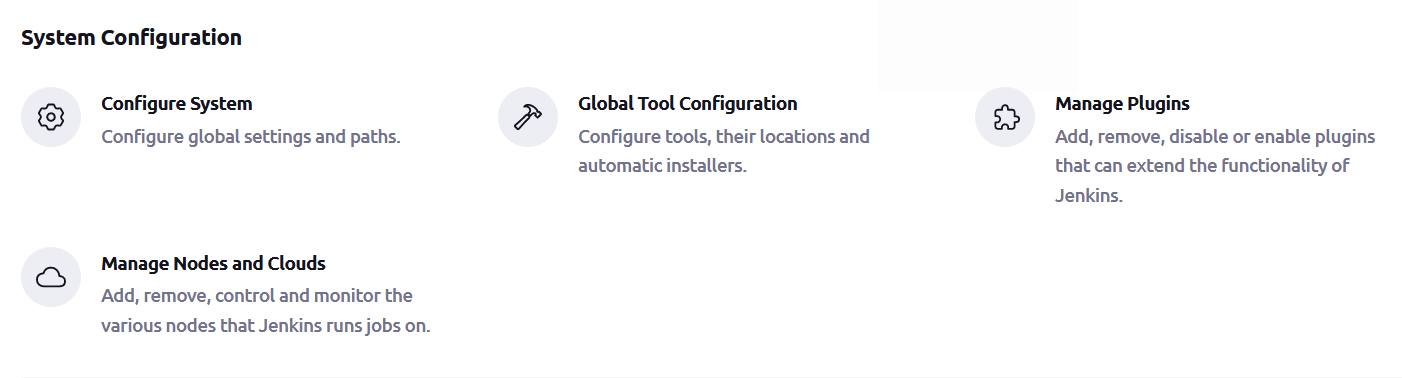 System Configuration
Configure System
Configure global settings and paths.
Global Tool Configuration
Configure tools, their locations and
automatic installers.
Manage Plugins
Add, remove, disable or enable plugins
that can extend the functionality of
Jenkins.
Manage Nodes and Clouds
Add, remove, control and monitor the
various nodes that Jenkins runs jobs on.